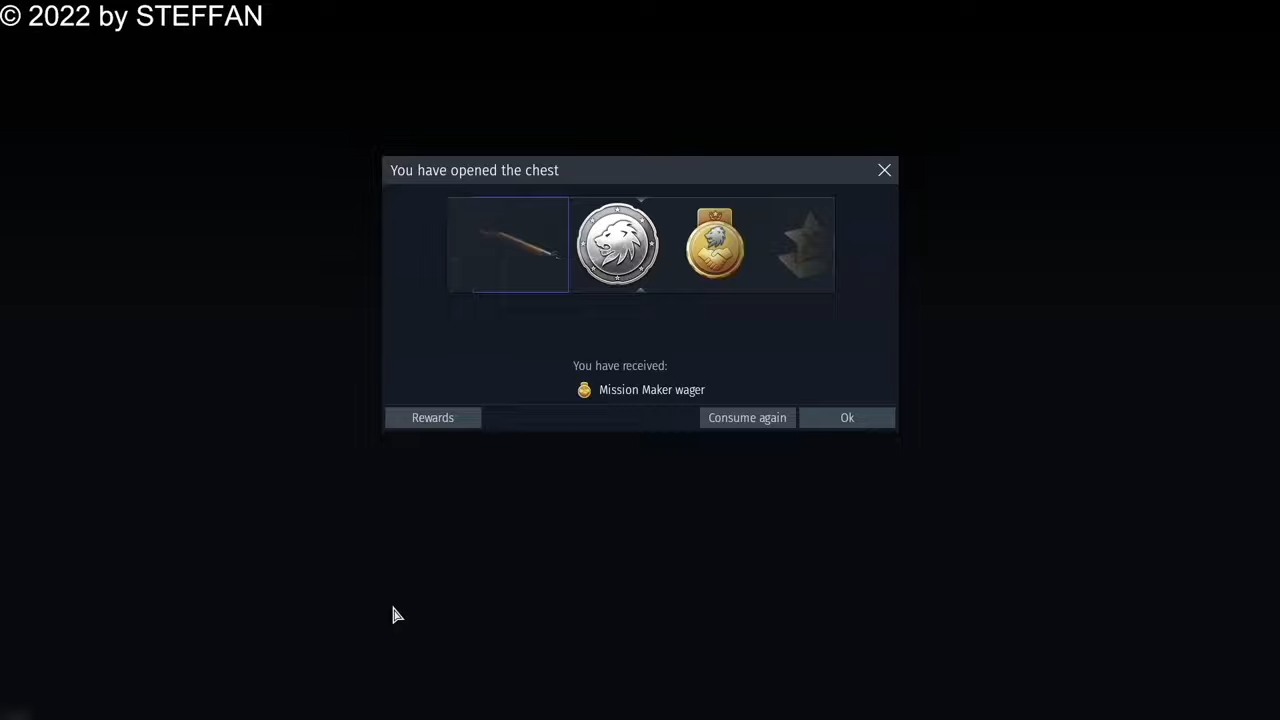 © 2022 by STEFFAN
You have opened the chest
You have received:
Mission Maker wager
Rewards
Consume again
Ok